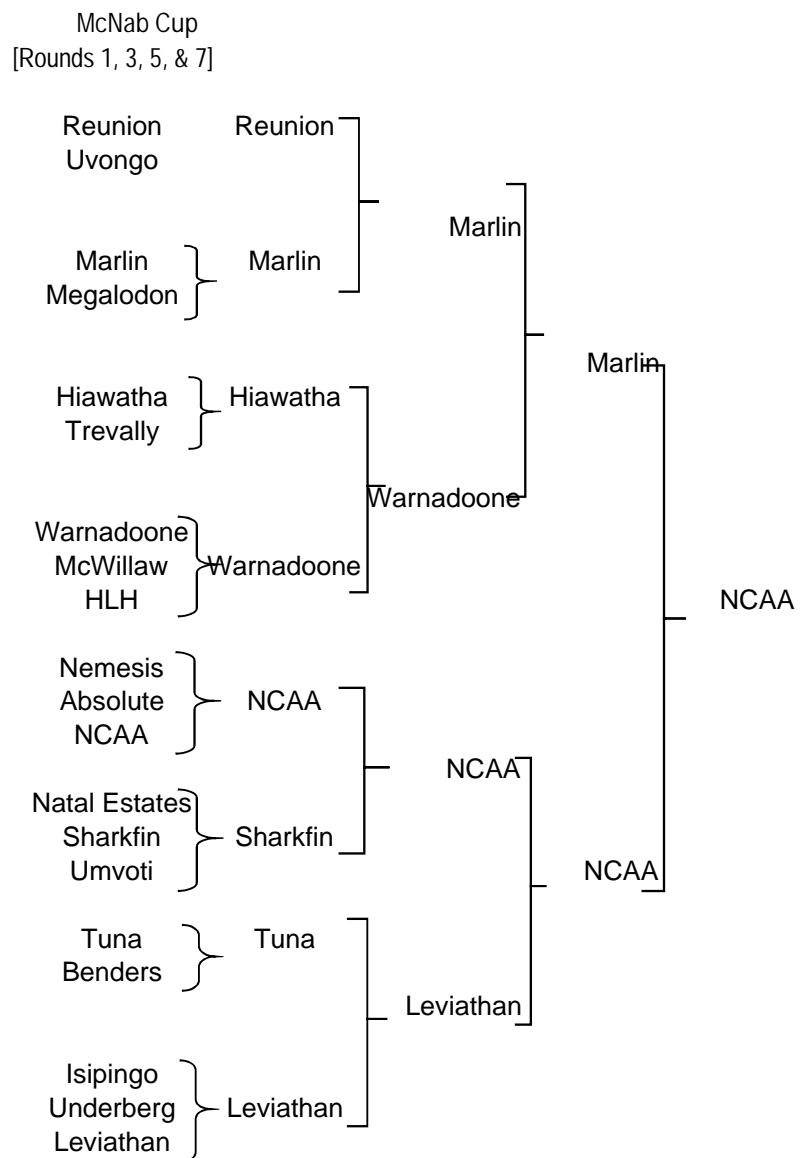 McNab Cup
[Rounds 1, 3, 5, & 7]
Reunion Reunion
Uvongo
Marlin
Marlin Marlin
Megalodon
Marlin
Hiawatha Hiawatha
Trevally
Warnadoone
Warnadoone
McWillaw Warnadoone
HLH
NCAA
Nemesis
Absolute NCAA
NCAA
NCAA
Natal Estates
Sharkfin Sharkfin
Umvoti
NCAA
Tuna Tuna
Benders
Leviathan
Isipingo
Underberg Leviathan
Leviathan